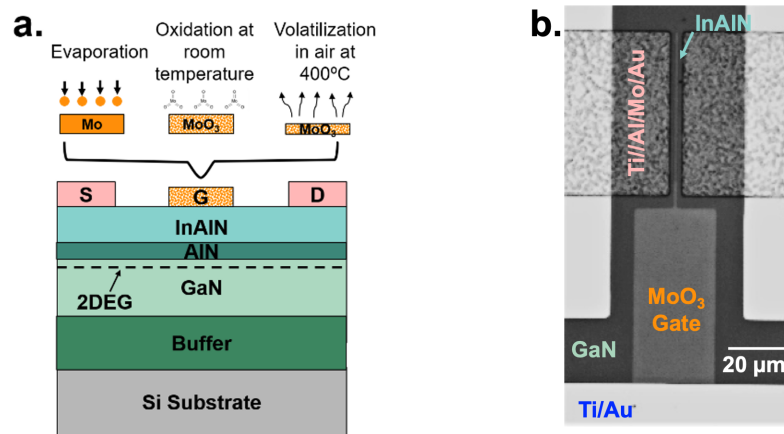 a.
Evaporation
Oxidation at
room
temperature
Volatilization
in air at
400ºC
Mo
MoO₃
MoO₃
S
G
D
InAlN
AlN
2DEG
GaN
Buffer
Si Substrate
b.
InAlN
Ti//Al/Mo/Au
MoO₃
Gate
GaN
20 µm
Ti/Au